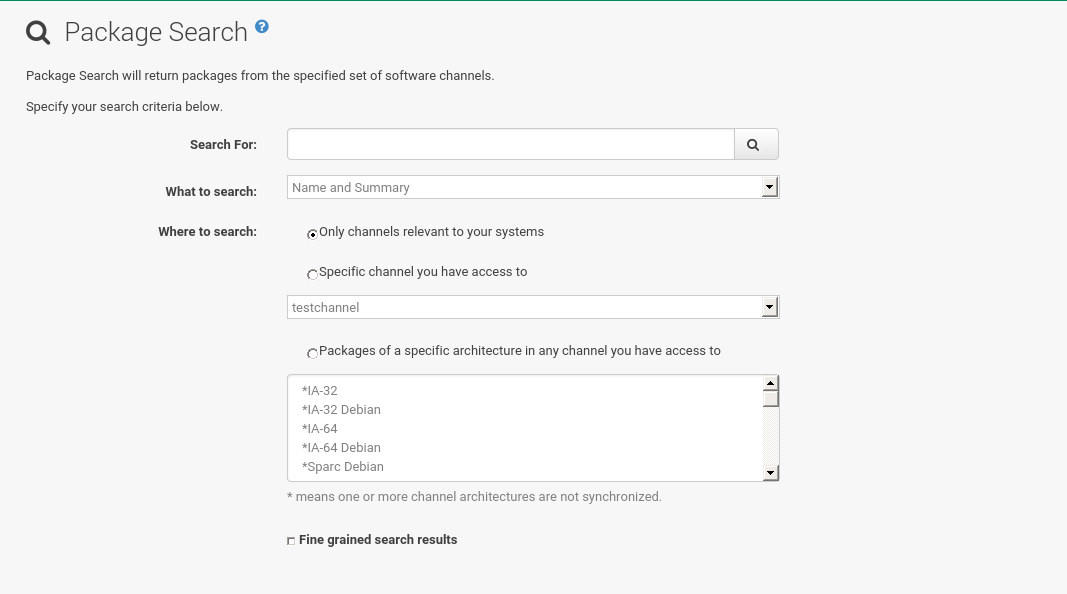 Package Search ?
Package Search will return packages from the specified set of software channels.
Specify your search criteria below.
Search For:
What to search: Name and Summary
Where to search: Only channels relevant to your systems
Specific channel you have access to
testchannel
Packages of a specific architecture in any channel you have access to
*IA-32
*IA-32 Debian
*IA-64
*IA-64 Debian
*Sparc Debian
* means one or more channel architectures are not synchronized.
Fine grained search results